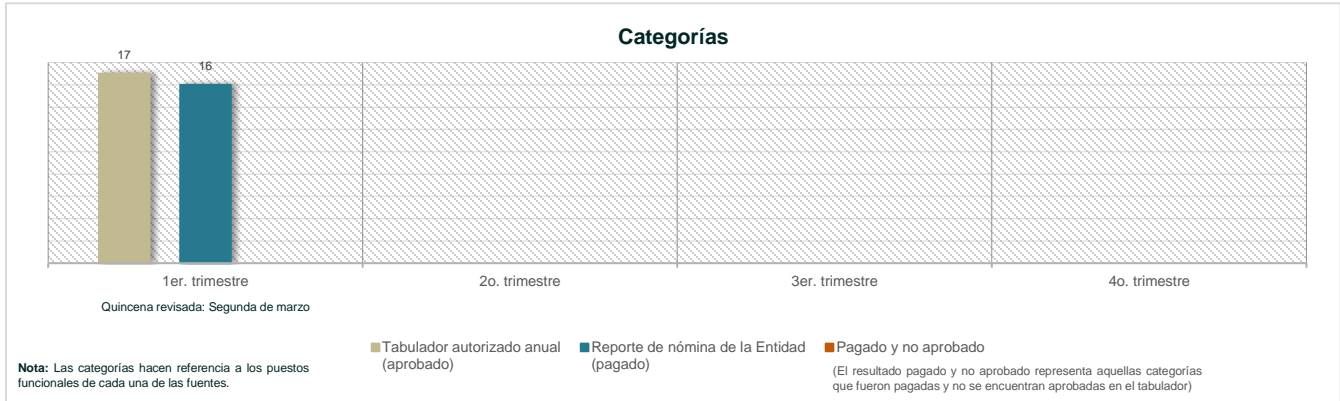 Categorías
17
16
1er. trimestre
2o. trimestre
3er. trimestre
4o. trimestre
Quincena revisada: Segunda de marzo
Tabulador autorizado anual
(aprobado)
Reporte de nómina de la Entidad
(pagado)
Pagado y no aprobado
(El resultado pagado y no aprobado representa aquellas categorías
que fueron pagadas y no se encuentran aprobadas en el tabulador)
Nota: Las categorías hacen referencia a los puestos
funcionales de cada una de las fuentes.